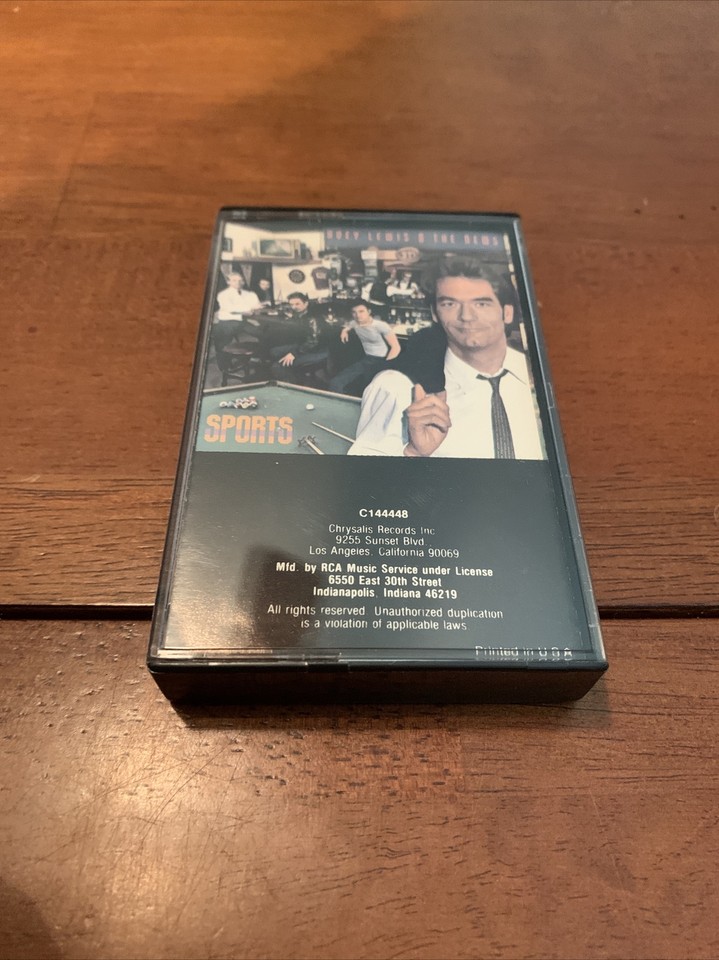 HUEY LEWIS & THE NEWS
SPORTS
C144448
Chrysalis Records Inc.
9255 Sunset Blvd.
Los Angeles, California 90069
Mfd. by RCA Music Service under License
6550 East 30th Street
Indianapolis, Indiana 46219
All rights reserved. Unauthorized duplication
is a violation of applicable laws
Printed in U S A